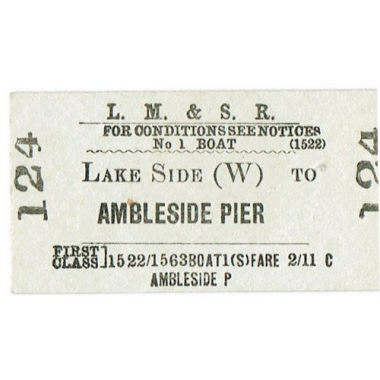 L. M. & S. R.
FOR CONDITIONS SEE NOTICES
No 1 BOAT (1522)
124
LAKE SIDE (W) TO
124
AMBLESIDE PIER
FIRST CLASS] 1522/1563BOAT1(S)FARE 2/11 C
AMBLESIDE P